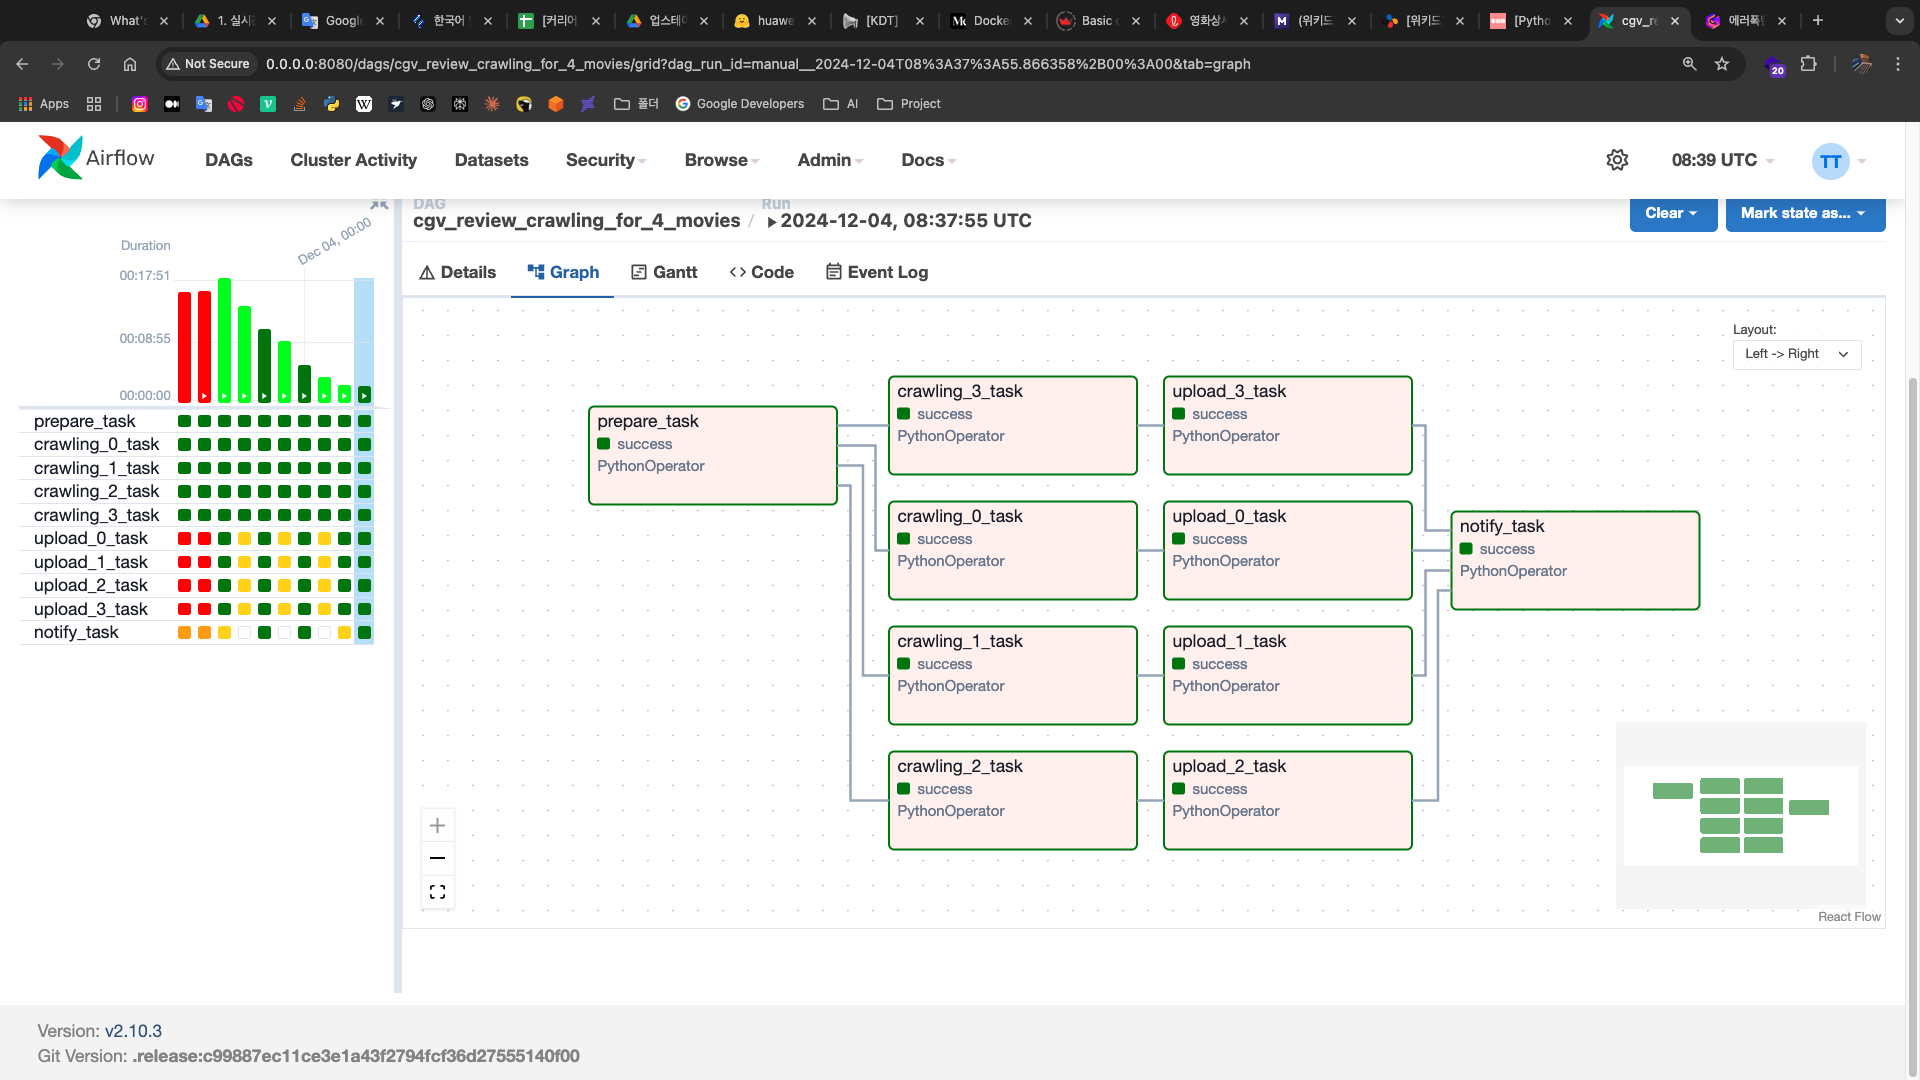 What's
1. 실시간
Google
한국어
[커리어
업스테이
huawe
[KDT]
Docke
Basic
영화상세
(위키드
[위키드
[Pytho
cgv_re
에러폭탄
Not Secure
0.0.0.0:8080/dags/cgv_review_crawling_for_4_movies/grid?dag_run_id=manual__2024-12-04T08%3A37%3A55.866358%2B00%3A00&tab=graph
20
Apps
폴더
Google Developers
AI
Project
Airflow
DAGs
Cluster Activity
Datasets
Security
Browse
Admin
Docs
08:39 UTC
TT
DAG
cgv_review_crawling_for_4_movies
/
Run
2024-12-04, 08:37:55 UTC
Clear
Mark state as...
Duration
Dec 04, 00:00
00:17:51
00:08:55
00:00:00
prepare_task
crawling_0_task
crawling_1_task
crawling_2_task
crawling_3_task
upload_0_task
upload_1_task
upload_2_task
upload_3_task
notify_task
Details
Graph
Gantt
Code
Event Log
Layout:
Left -> Right
prepare_task
success
PythonOperator
crawling_3_task
success
PythonOperator
upload_3_task
success
PythonOperator
crawling_0_task
success
PythonOperator
upload_0_task
success
PythonOperator
notify_task
success
PythonOperator
crawling_1_task
success
PythonOperator
upload_1_task
success
PythonOperator
crawling_2_task
success
PythonOperator
upload_2_task
success
PythonOperator
React Flow
Version: v2.10.3
Git Version: .release:c99887ec11ce3e1a43f2794fcf36d27555140f00